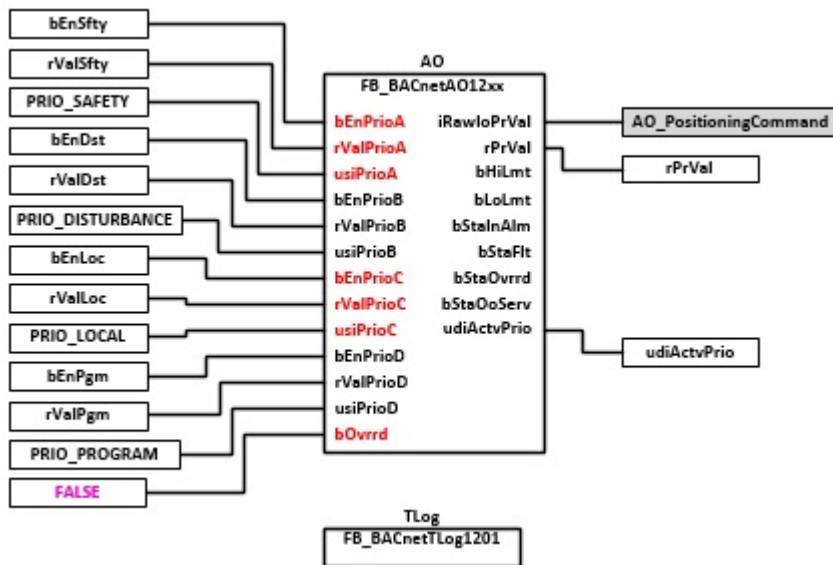 bEnSfty
rValSfty
PRIO_SAFETY
bEnDst
rValDst
PRIO_DISTURBANCE
bEnLoc
rValLoc
PRIO_LOCAL
bEnPgm
rValPgm
PRIO_PROGRAM
FALSE
AO
FB_BACnetAO12xx
bEnPrioA iRawIoPrVal
rValPrioA rPrVal
usiPrioA bHiLmt
bEnPrioB bLoLmt
rValPrioB bStaInAlm
usiPrioB bStaFlt
bEnPrioC bStaOvrrd
rValPrioC bStaOoServ
usiPrioC udiActvPrio
bEnPrioD
rValPrioD
usiPrioD
bOvrrd
AO_PositioningCommand
rPrVal
udiActvPrio
TLog
FB_BACnetTLog1201